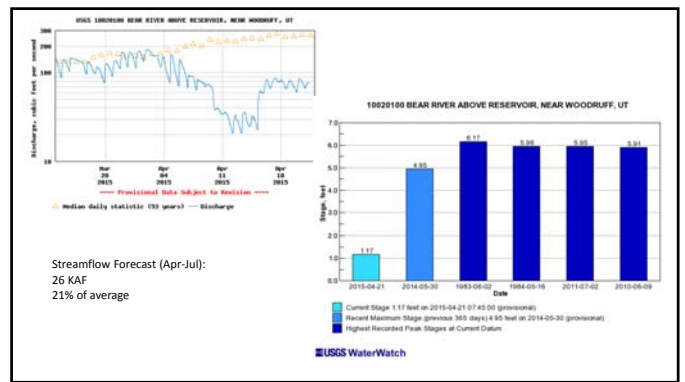 USGS 10020100 BEAR RIVER ABOVE RESERVOIR, NEAR WOODRUFF, UT
Discharge, cubic feet per second
300
200
100
10
Mar 28 2015
Apr 04 2015
Apr 11 2015
Apr 18 2015
---- Provisional Data Subject to Revision ----
Median daily statistic (53 years)
Discharge
Streamflow Forecast (Apr-Jul):
26 KAF
21% of average
10020100 BEAR RIVER ABOVE RESERVOIR, NEAR WOODRUFF, UT
Stage, feet
7.0
6.0
5.0
4.0
3.0
2.0
1.0
0.0
1.17
4.95
6.17
5.96
5.95
5.91
2015-04-21
2014-05-30
1983-06-02
1984-05-16
2011-07-02
2010-06-09
Date
Current Stage 1.17 feet on 2015-04-21 07:45:00 (provisional)
Recent Maximum Stage (previous 365 days) 4.95 feet on 2014-05-30 (provisional)
Highest Recorded Peak Stages at Current Datum
USGS WaterWatch